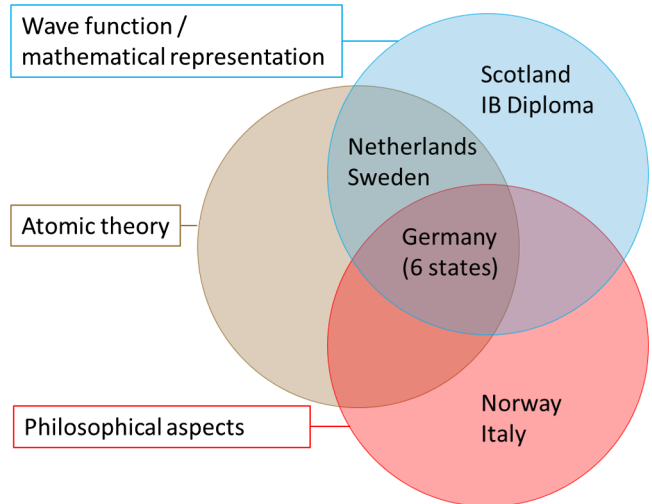 Wave function /
mathematical representation
Scotland
IB Diploma
Netherlands
Sweden
Atomic theory
Germany
(6 states)
Norway
Italy
Philosophical aspects